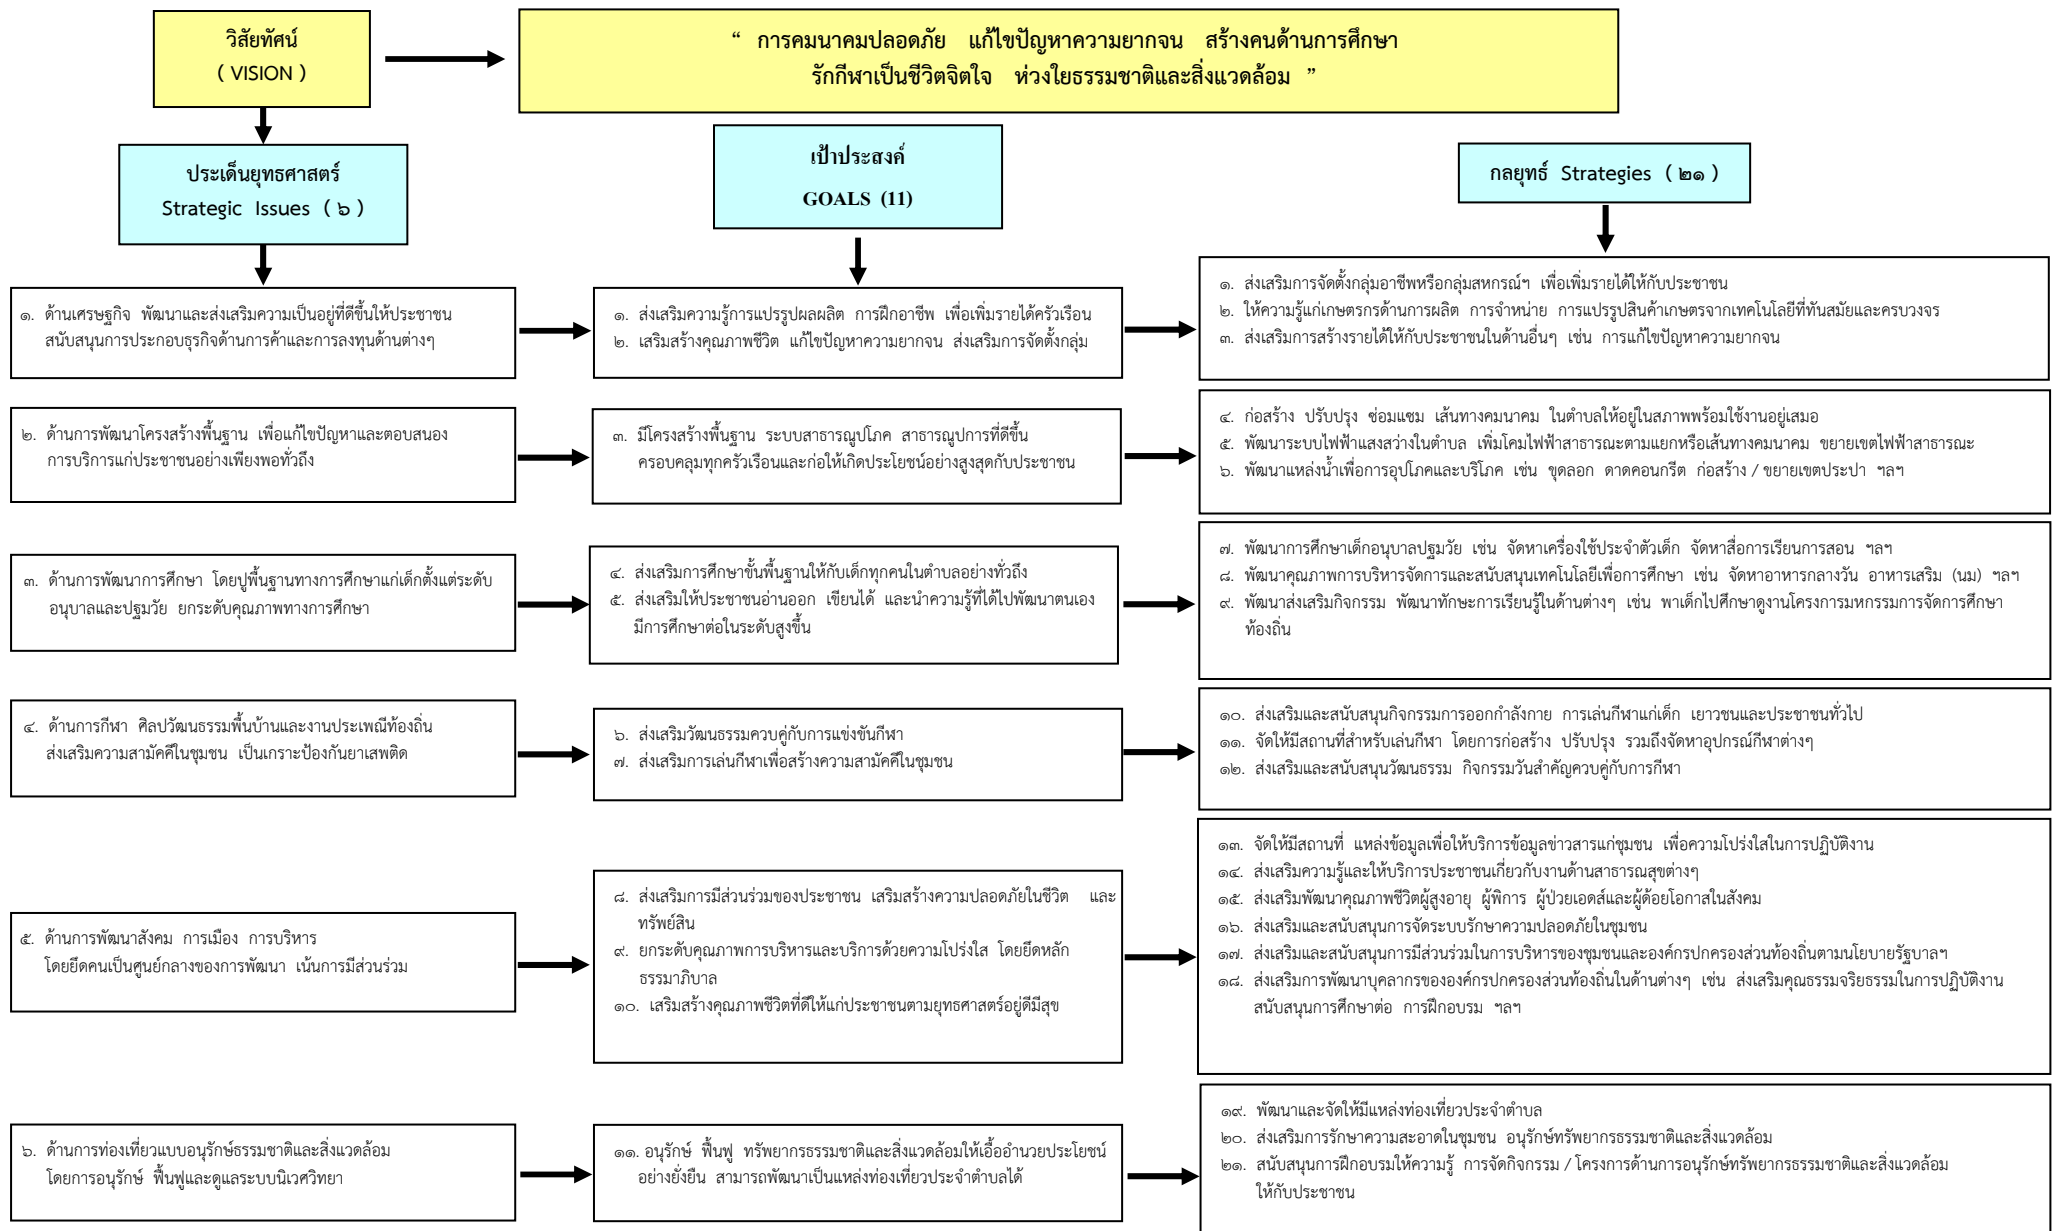 วิสัยทัศน์
( VISION )
“ การคมนาคมปลอดภัย แก้ไขปัญหาความยากจน สร้างคนด้านการศึกษา
รักกีฬาเป็นชีวิตจิตใจ ห่วงใยธรรมชาติและสิ่งแวดล้อม ”
ประเด็นยุทธศาสตร์
Strategic Issues ( ๖ )
เป้าประสงค์
GOALS (11)
กลยุทธ์ Strategies ( ๒๑ )
๑. ด้านเศรษฐกิจ พัฒนาและส่งเสริมความเป็นอยู่ที่ดีขึ้นให้ประชาชน
สนับสนุนการประกอบธุรกิจด้านการค้าและการลงทุนด้านต่างๆ
๑. ส่งเสริมความรู้การแปรรูปผลผลิต การฝึกอาชีพ เพื่อเพิ่มรายได้ครัวเรือน
๒. เสริมสร้างคุณภาพชีวิต แก้ไขปัญหาความยากจน ส่งเสริมการจัดตั้งกลุ่ม
๑. ส่งเสริมการจัดตั้งกลุ่มอาชีพหรือกลุ่มสหกรณ์ฯ เพื่อเพิ่มรายได้ให้กับประชาชน
๒. ให้ความรู้แก่เกษตรกรด้านการผลิต การจำหน่าย การแปรรูปสินค้าเกษตรจากเทคโนโลยีที่ทันสมัยและครบวงจร
๓. ส่งเสริมการสร้างรายได้ให้กับประชาชนในด้านอื่นๆ เช่น การแก้ไขปัญหาความยากจน
๒. ด้านการพัฒนาโครงสร้างพื้นฐาน เพื่อแก้ไขปัญหาและตอบสนอง
การบริการแก่ประชาชนอย่างเพียงพอทั่วถึง
๓. มีโครงสร้างพื้นฐาน ระบบสาธารณูปโภค สาธารณูปการที่ดีขึ้น
ครอบคลุมทุกครัวเรือนและก่อให้เกิดประโยชน์อย่างสูงสุดกับประชาชน
๔. ก่อสร้าง ปรับปรุง ซ่อมแซม เส้นทางคมนาคม ในตำบลให้อยู่ในสภาพพร้อมใช้งานอยู่เสมอ
๕. พัฒนาระบบไฟฟ้าแสงสว่างในตำบล เพิ่มโคมไฟฟ้าสาธารณะตามแยกหรือเส้นทางคมนาคม ขยายเขตไฟฟ้าสาธารณะ
๖. พัฒนาแหล่งน้ำเพื่อการอุปโภคและบริโภค เช่น ขุดลอก ดาดคอนกรีต ก่อสร้าง / ขยายเขตประปา ฯลฯ
๓. ด้านการพัฒนาการศึกษา โดยปูพื้นฐานทางการศึกษาแก่เด็กตั้งแต่ระดับ
อนุบาลและปฐมวัย ยกระดับคุณภาพทางการศึกษา
๔. ส่งเสริมการศึกษาขั้นพื้นฐานให้กับเด็กทุกคนในตำบลอย่างทั่วถึง
๕. ส่งเสริมให้ประชาชนอ่านออก เขียนได้ และนำความรู้ที่ได้ไปพัฒนาตนเอง
มีการศึกษาต่อในระดับสูงขึ้น
๗. พัฒนาการศึกษาเด็กอนุบาลปฐมวัย เช่น จัดหาเครื่องใช้ประจำตัวเด็ก จัดหาสื่อการเรียนการสอน ฯลฯ
๘. พัฒนาคุณภาพการบริหารจัดการและสนับสนุนเทคโนโลยีเพื่อการศึกษา เช่น จัดหาอาหารกลางวัน อาหารเสริม (นม) ฯลฯ
๙. พัฒนาส่งเสริมกิจกรรม พัฒนาทักษะการเรียนรู้ในด้านต่างๆ เช่น พาเด็กไปศึกษาดูงานโครงการมหกรรมการจัดการศึกษา
ท้องถิ่น
๔. ด้านการกีฬา ศิลปวัฒนธรรมพื้นบ้านและงานประเพณีท้องถิ่น
ส่งเสริมความสามัคคีในชุมชน เป็นเกราะป้องกันยาเสพติด
๖. ส่งเสริมวัฒนธรรมควบคู่กับการแข่งขันกีฬา
๗. ส่งเสริมการเล่นกีฬาเพื่อสร้างความสามัคคีในชุมชน
๑๐. ส่งเสริมและสนับสนุนกิจกรรมการออกกำลังกาย การเล่นกีฬาแก่เด็ก เยาวชนและประชาชนทั่วไป
๑๑. จัดให้มีสถานที่สำหรับเล่นกีฬา โดยการก่อสร้าง ปรับปรุง รวมถึงจัดหาอุปกรณ์กีฬาต่างๆ
๑๒. ส่งเสริมและสนับสนุนวัฒนธรรม กิจกรรมวันสำคัญควบคู่กับการกีฬา
๕. ด้านการพัฒนาสังคม การเมือง การบริหาร
โดยยึดคนเป็นศูนย์กลางของการพัฒนา เน้นการมีส่วนร่วม
๘. ส่งเสริมการมีส่วนร่วมของประชาชน เสริมสร้างความปลอดภัยในชีวิต และ
ทรัพย์สิน
๙. ยกระดับคุณภาพการบริหารและบริการด้วยความโปร่งใส โดยยึดหลัก
ธรรมาภิบาล
๑๐. เสริมสร้างคุณภาพชีวิตที่ดีให้แก่ประชาชนตามยุทธศาสตร์อยู่ดีมีสุข
๑๓. จัดให้มีสถานที่ แหล่งข้อมูลเพื่อให้บริการข้อมูลข่าวสารแก่ชุมชน เพื่อความโปร่งใสในการปฏิบัติงาน
๑๔. ส่งเสริมความรู้และให้บริการประชาชนเกี่ยวกับงานด้านสาธารณสุขต่างๆ
๑๕. ส่งเสริมพัฒนาคุณภาพชีวิตผู้สูงอายุ ผู้พิการ ผู้ป่วยเอดส์และผู้ด้อยโอกาสในสังคม
๑๖. ส่งเสริมและสนับสนุนการจัดระบบรักษาความปลอดภัยในชุมชน
๑๗. ส่งเสริมและสนับสนุนการมีส่วนร่วมในการบริหารของชุมชนและองค์กรปกครองส่วนท้องถิ่นตามนโยบายรัฐบาลฯ
๑๘. ส่งเสริมการพัฒนาบุคลากรขององค์กรปกครองส่วนท้องถิ่นในด้านต่างๆ เช่น ส่งเสริมคุณธรรมจริยธรรมในการปฏิบัติงาน
สนับสนุนการศึกษาต่อ การฝึกอบรม ฯลฯ
๖. ด้านการท่องเที่ยวแบบอนุรักษ์ธรรมชาติและสิ่งแวดล้อม
โดยการอนุรักษ์ ฟื้นฟูและดูแลระบบนิเวศวิทยา
๑๑. อนุรักษ์ ฟื้นฟู ทรัพยากรธรรมชาติและสิ่งแวดล้อมให้เอื้ออำนวยประโยชน์
อย่างยั่งยืน สามารถพัฒนาเป็นแหล่งท่องเที่ยวประจำตำบลได้
๑๙. พัฒนาและจัดให้มีแหล่งท่องเที่ยวประจำตำบล
๒๐. ส่งเสริมการรักษาความสะอาดในชุมชน อนุรักษ์ทรัพยากรธรรมชาติและสิ่งแวดล้อม
๒๑. สนับสนุนการฝึกอบรมให้ความรู้ การจัดกิจกรรม / โครงการด้านการอนุรักษ์ทรัพยากรธรรมชาติและสิ่งแวดล้อม
ให้กับประชาชน